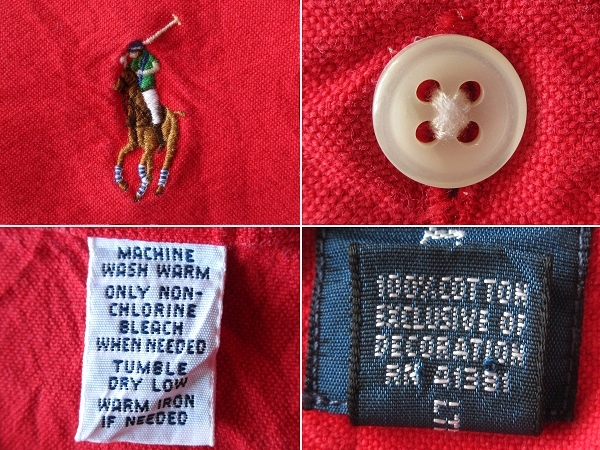 MACHINE
WASH WARM
ONLY NON-
CHLORINE
BLEACH
WHEN NEEDED
TUMBLE
DRY LOW
WARM IRON
IF NEEDED
100% COTTON
EXCLUSIVE OF
DECORATION
RN 41381